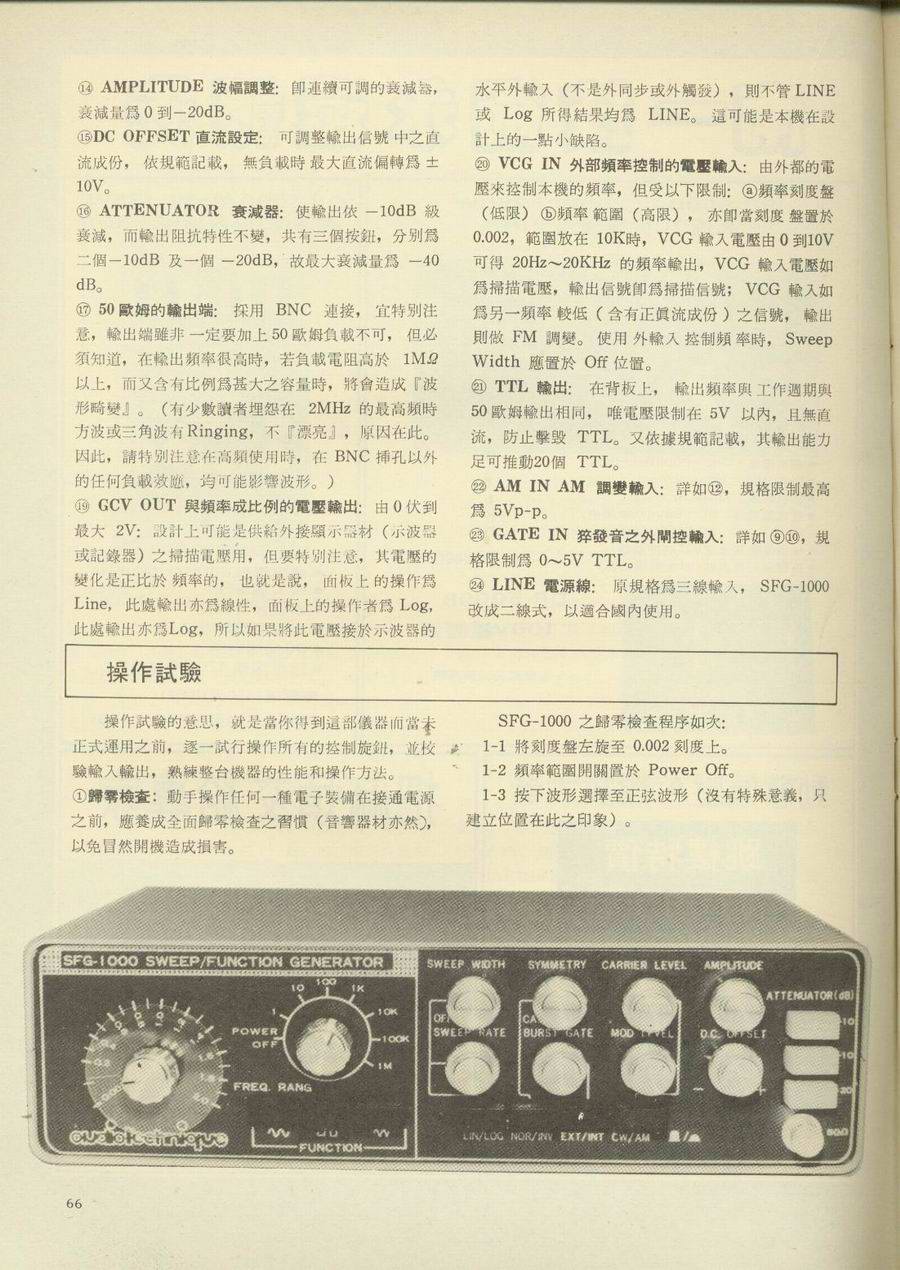 ⑭ AMPLITUDE 波幅調整: 即連續可調的衰減器,
衰減量爲 0 到−20dB。
⑮DC OFFSET 直流設定: 可調整輸出信號 中之直
流成份, 依規範記載, 無負載時 最大直流偏轉爲 ±
10V。
⑯ ATTENUATOR 衰減器: 使輸出依 −10dB 級
衰減,而輸出阻抗特性不變,共有三個按鈕,分別爲
二個−10dB 及一個 −20dB,故最大衰減量爲 −40
dB。
⑰ 50 歐姆的輸出端: 採用 BNC 連接, 宜特別注
意,輸出端雖非 一定要加上 50 歐姆負載不可, 但必
須知道,在輸出頻率很高時,若負載電阻高於 1MΩ
以上,而又含有比例爲甚大之容量時,將會造成『波
形畸變』。(有少數讀者埋怨在 2MHz 的最高頻時
方波或三角波有 Ringing,不『漂亮』,原因在此。
因此,請特別注意在高頻使用時,在 BNC 挿孔以外
的任何負載效應,均可能影響波形。)
⑲ GCV OUT 與頻率成比例的電壓輸出: 由 0 伏到
最大 2V: 設計上可能是供給外接顯示器材 (示波器
或記錄器) 之掃描電壓用,但要特別注意,其電壓的
變化是正比於 頻率的, 也就是說, 面板上 的操作爲
Line, 此處輸出亦爲線性,面板上的操作者爲 Log,
此處輸出亦爲Log,所以如果將此電壓接於示波器的
水平外輸入 (不是外同步或外觸發) ,則不管 LINE
或 Log 所得結果均爲 LINE。 這可能是本機在設
計上的一點小缺陷。
⑳ VCG IN 外部頻率控制的電壓輸入: 由外部的電
壓來控制本機的頻率,但受以下限制: ⓐ頻率刻度盤
(低限) ⓑ頻率 範圍 (高限) , 亦即當刻度 盤置於
0.002,範圍放在 10K時,VCG 輸入電壓由 0 到10V
可得 20Hz~20KHz 的頻率輸出,VCG 輸入電壓如
爲掃描電壓,輸出信號即爲掃描信號; VCG 輸入如
爲另一頻率 較低 ( 含有正眞流成份 ) 之信號, 輸出
則做 FM 調變。 使用 外輸入 控制頻 率時, Sweep
Width 應置於 Off 位置。
㉑ TTL 輸出: 在背板上, 輸出頻率與 工作週期與
50 歐姆輸出相同, 唯電壓限制在 5V 以內,且無直
流,防止擊毀 TTL。又依據規範記載,其輸出能力
足可推動20個 TTL。
㉒ AM IN AM 調變輸入: 詳如⑫,規格限制最高
爲 5Vp-p。
㉓ GATE IN 猝發音之外閘控輸入: 詳如 ⑨⑩,規
格限制爲 0~5V TTL。
㉔ LINE 電源線: 原規格爲三線輸入, SFG-1000
改成二線式,以適合國內使用。
操作試驗
操作試驗的意思,就是當你得到這部儀器而當未
正式運用之前,逐一試行操作所有的控制旋鈕,並校
驗輸入輸出,熟練整台機器的性能和操作方法。
①歸零檢查: 動手操作任何一種電子裝備在接通電源
之前,應養成全面歸零檢查之習慣 (音響器材亦然),
以免冒然開機造成損害。
SFG-1000 之歸零檢查程序如次:
1-1 將刻度盤左旋至 0.002 刻度上。
1-2 頻率範圍開關置於 Power Off。
1-3 按下波形選擇至正弦波形 (沒有特殊意義,只
建立位置在此之印象) 。
SFG-1000 SWEEP/FUNCTION GENERATOR
SWEEP WIDTH SYMMETRY CARRIER LEVEL AMPLITUDE
ATTENUATOR(dB)
1 10 100 1K 10K 100K 1M
POWER OFF
FREQ. RANG
SWEEP RATE BURST GATE MOD LEVEL D.C. OFFSET
− +
-10
-10
-20
50Ω
audiotechnique
FUNCTION
LIN/LOG NOR/INV EXT/INT CW/AM
66